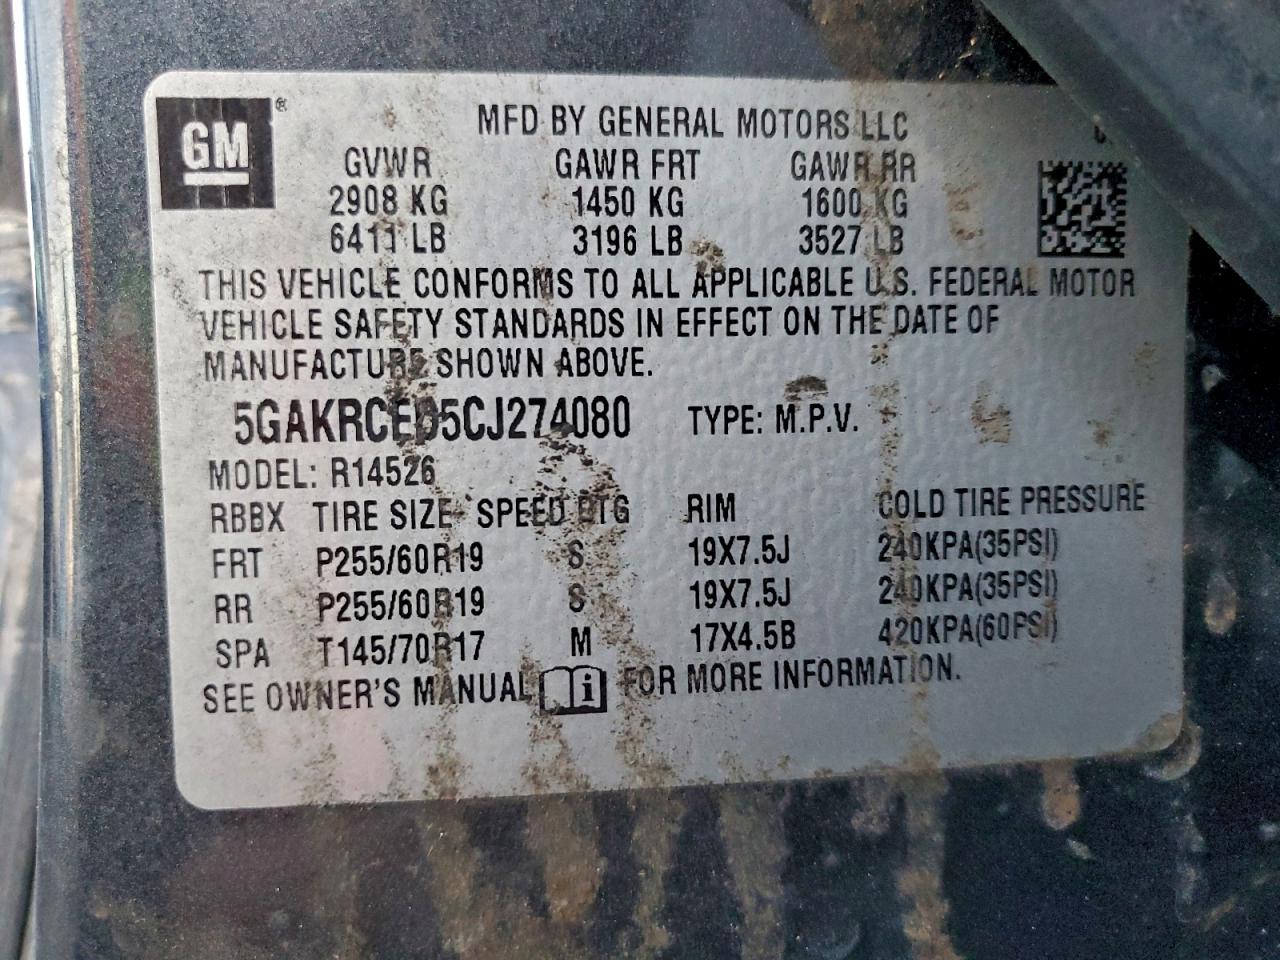 GM ®
MFD BY GENERAL MOTORS LLC
GVWR GAWR FRT GAWR RR
2908 KG 1450 KG 1600 KG
6411 LB 3196 LB 3527 LB
THIS VEHICLE CONFORMS TO ALL APPLICABLE U.S. FEDERAL MOTOR
VEHICLE SAFETY STANDARDS IN EFFECT ON THE DATE OF
MANUFACTURE SHOWN ABOVE.
5GAKRCED5CJ274080 TYPE: M.P.V.
MODEL: R14526
RBBX TIRE SIZE SPEED RTG RIM COLD TIRE PRESSURE
FRT P255/60R19 S 19X7.5J 240KPA(35PSI)
RR P255/60R19 S 19X7.5J 240KPA(35PSI)
SPA T145/70R17 M 17X4.5B 420KPA(60PSI)
SEE OWNER'S MANUAL i FOR MORE INFORMATION.